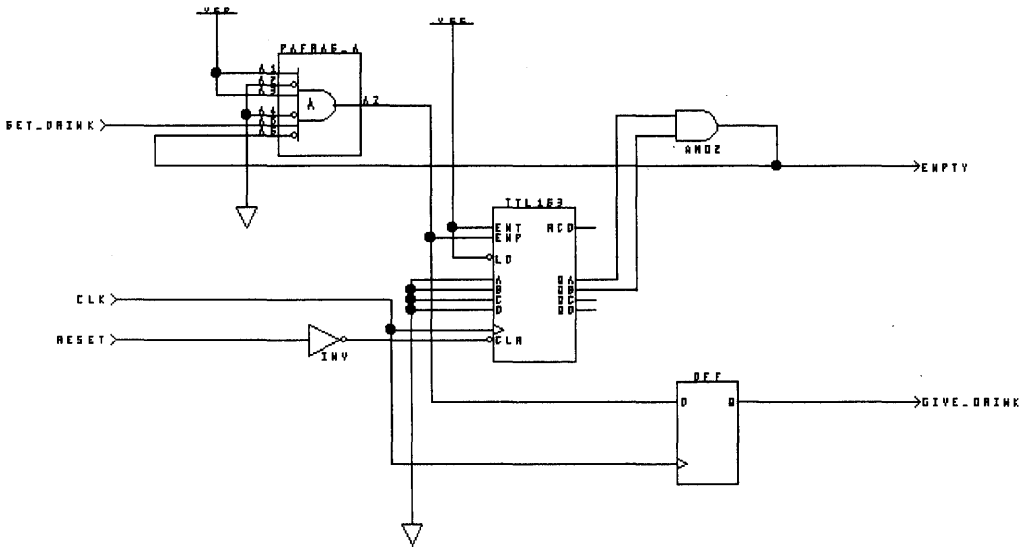 VCC
VCC
PAFRAG_A
A1
A2
A3
A4
A5
A6
A
AZ
GET_DRINK
AND2
EMPTY
TTL163
ENT
RCO
ENP
LD
A
QA
B
QB
C
QC
D
QD
CLK
RESET
INV
CLR
DFF
D
Q
GIVE_DRINK